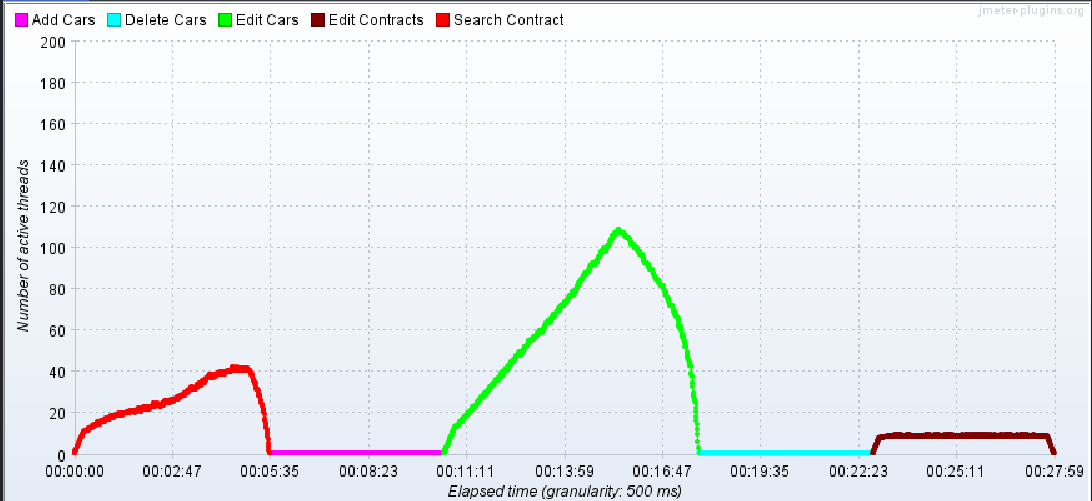 jmeter-plugins.org
Add Cars Delete Cars Edit Cars Edit Contracts Search Contract
200
180
160
140
120
100
80
60
40
20
0
Number of active threads
00:00:00 00:02:47 00:05:35 00:08:23 00:11:11 00:13:59 00:16:47 00:19:35 00:22:23 00:25:11 00:27:59
Elapsed time (granularity: 500 ms)